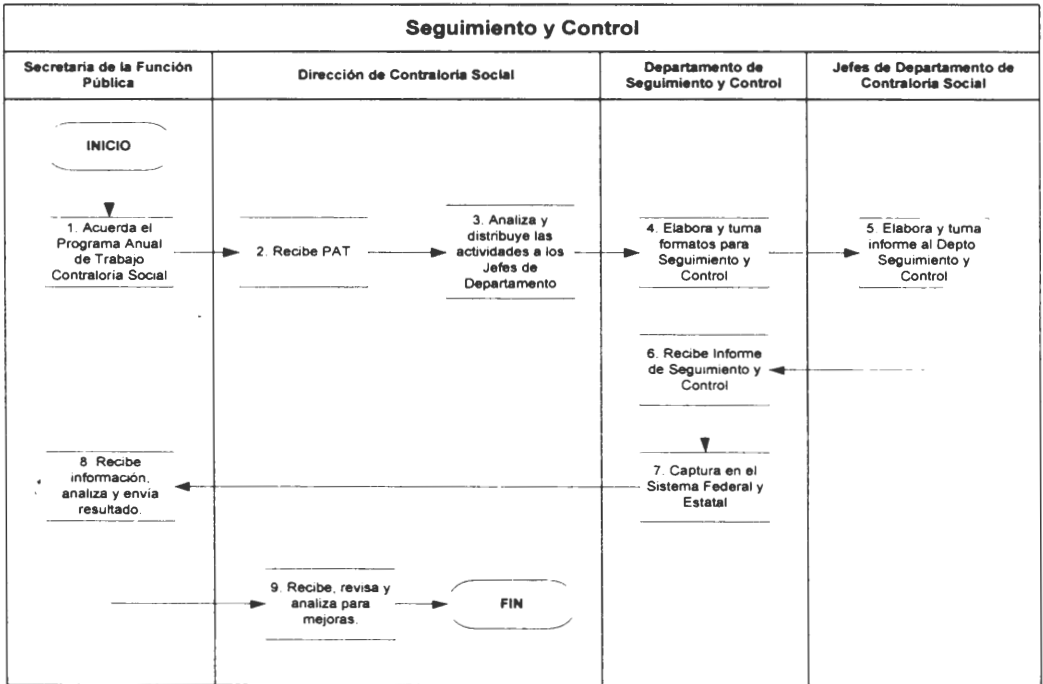 Seguimiento y Control
Secretaria de la Función
Pública
Dirección de Contraloria Social
Departamento de
Seguimiento y Control
Jefes de Departamento de
Contraloria Social
INICIO
1. Acuerda el
Programa Anual
de Trabajo
Contraloria Social
2. Recibe PAT
3. Analiza y
distribuye las
actividades a los
Jefes de
Departamento
4. Elabora y turna
formatos para
Seguimiento y
Control
5. Elabora y turna
informe al Depto
Seguimiento y
Control
6. Recibe Informe
de Seguimiento y
Control
7. Captura en el
Sistema Federal y
Estatal
8. Recibe
información,
analiza y envía
resultado.
9. Recibe, revisa y
analiza para
mejoras.
FIN